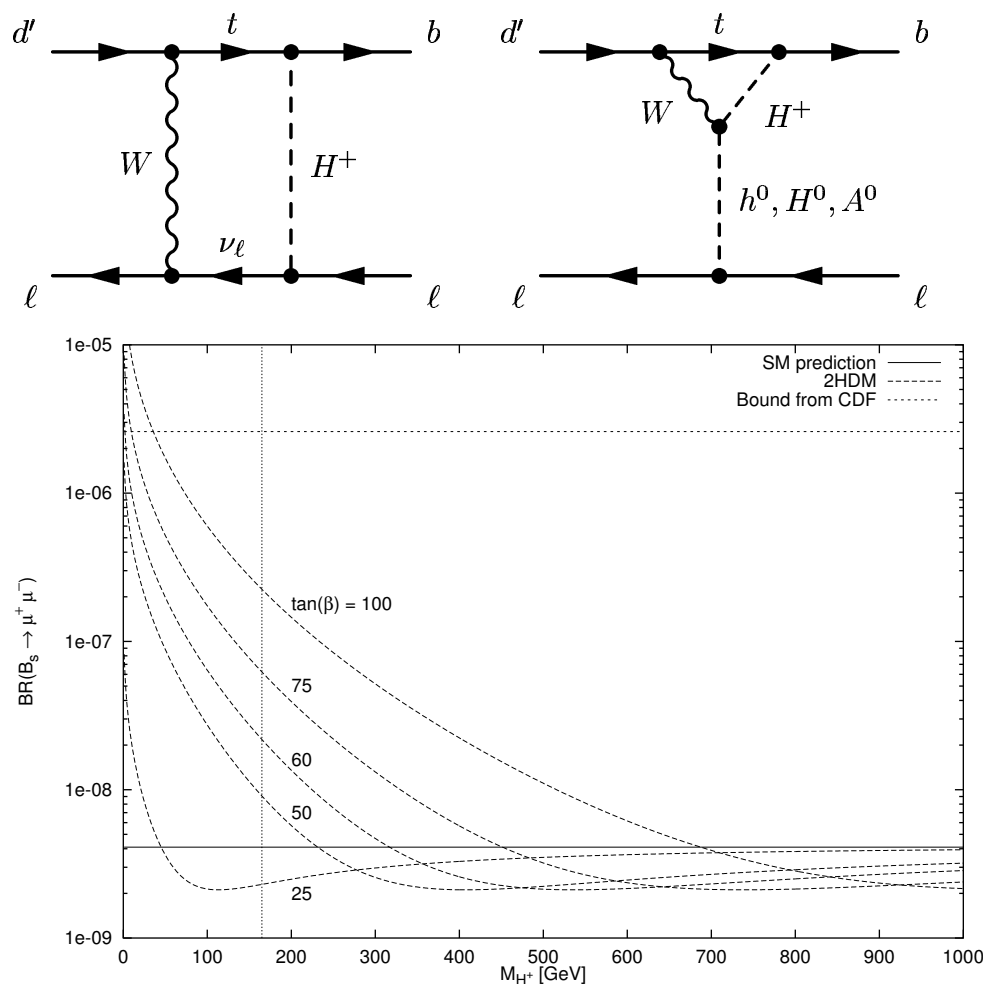 d′ t b
W H⁺
ν_ℓ
ℓ ℓ
d′ t b
W H⁺
h⁰, H⁰, A⁰
ℓ ℓ
1e-05
1e-06
1e-07
1e-08
1e-09
BR(B_s → μ⁺ μ⁻)
SM prediction
2HDM
Bound from CDF
tan(β) = 100
75
60
50
25
0 100 200 300 400 500 600 700 800 900 1000
M_H⁺ [GeV]